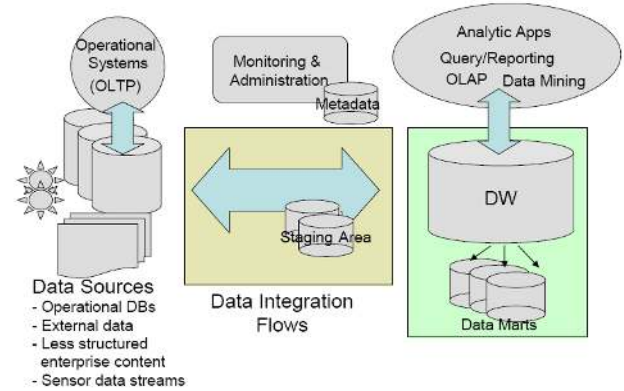 Operational
Systems
(OLTP)
Monitoring &
Administration
Metadata
Analytic Apps
Query/Reporting
OLAP Data Mining
Staging Area
DW
Data Marts
Data Sources
- Operational DBs
- External data
- Less structured
enterprise content
- Sensor data streams
Data Integration
Flows